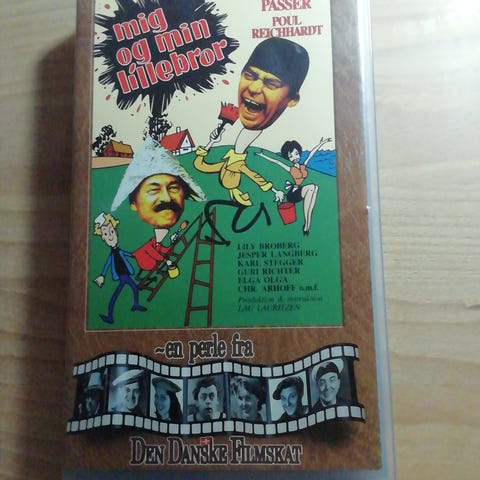 PASSER
POUL
REICHHARDT
mig
og min
lillebror
LILY BROBERG
JESPER LANGBERG
KARL STEGGER
GURI RICHTER
ELGA OLGA
CHR. ARHOFF o.m.fl.
Produktion & instruktion
LAU LAURITZEN
~en perle fra
DEN DANSKE FILMSKAT